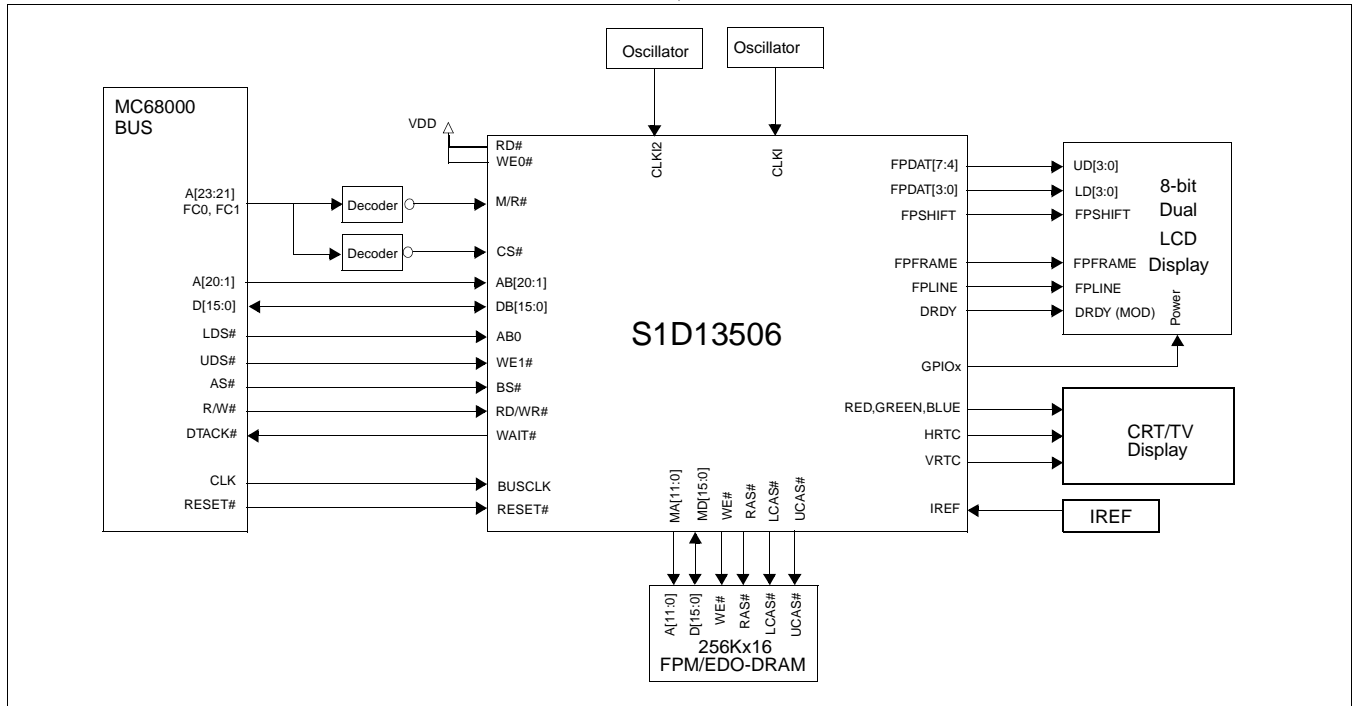 Oscillator
Oscillator
MC68000
BUS
VDD
RD#
WE0#
CLKI2
CLKI
A[23:21]
FC0, FC1
Decoder
M/R#
Decoder
CS#
A[20:1]
AB[20:1]
D[15:0]
DB[15:0]
LDS#
AB0
UDS#
WE1#
AS#
BS#
R/W#
RD/WR#
DTACK#
WAIT#
CLK
BUSCLK
RESET#
RESET#
S1D13506
FPDAT[7:4]
UD[3:0]
FPDAT[3:0]
LD[3:0]
FPSHIFT
FPSHIFT
FPFRAME
FPFRAME
FPLINE
FPLINE
DRDY
DRDY (MOD)
8-bit
Dual
LCD
Display
Power
GPIOx
RED,GREEN,BLUE
HRTC
VRTC
CRT/TV
Display
IREF
IREF
MA[11:0]
MD[15:0]
WE#
RAS#
LCAS#
UCAS#
A[11:0]
D[15:0]
WE#
RAS#
LCAS#
UCAS#
256Kx16
FPM/EDO-DRAM